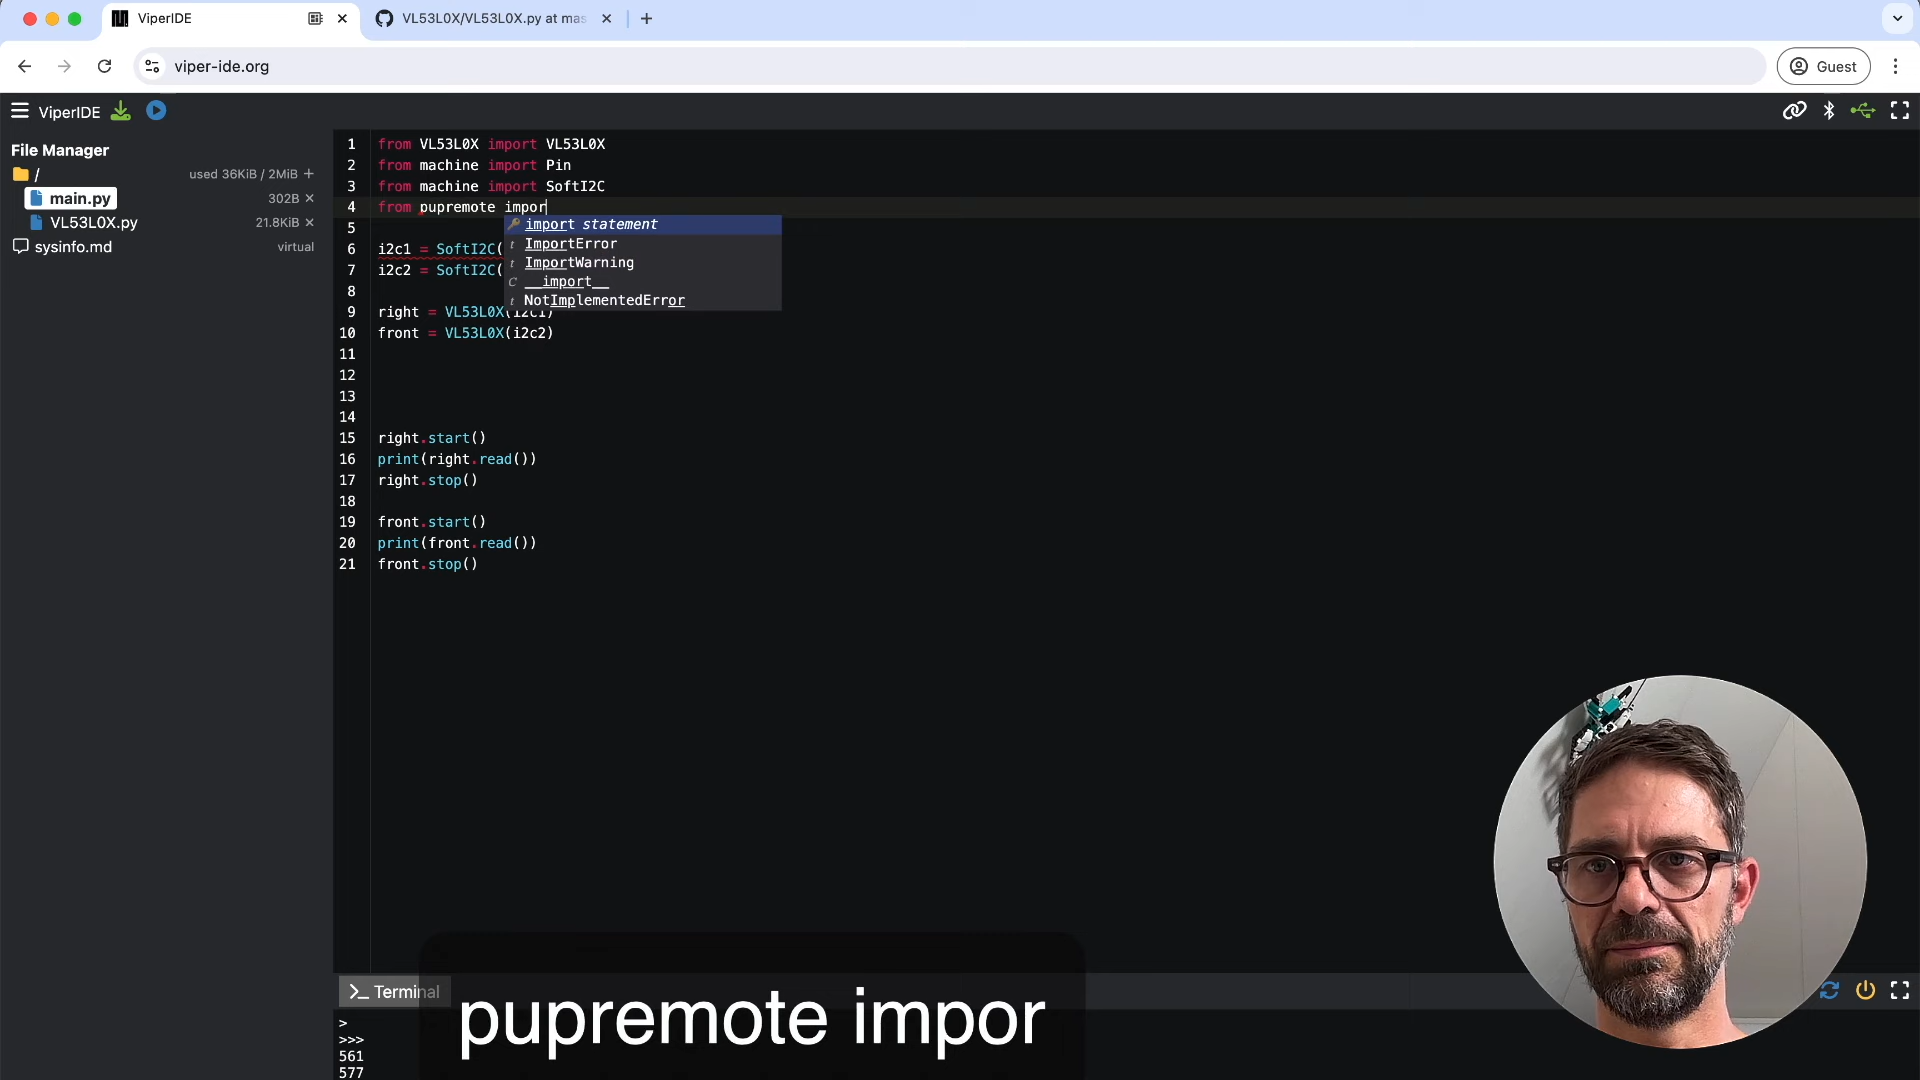 ViperIDE
VL53L0X/VL53L0X.py at mas
viper-ide.org
Guest
ViperIDE
File Manager
/
used 36KiB / 2MiB
main.py
302B
VL53L0X.py
21.8KiB
sysinfo.md
virtual
1 from VL53L0X import VL53L0X
2 from machine import Pin
3 from machine import SoftI2C
4 from pupremote impor
import statement
5
ImportError
6 i2c1 = SoftI2C(
ImportWarning
7 i2c2 = SoftI2C(
__import__
8
NotImplementedError
9 right = VL53L0X(i2c1)
10 front = VL53L0X(i2c2)
11
12
13
14
15 right.start()
16 print(right.read())
17 right.stop()
18
19 front.start()
20 print(front.read())
21 front.stop()
Terminal
pupremote impor
>
>>>
561
577